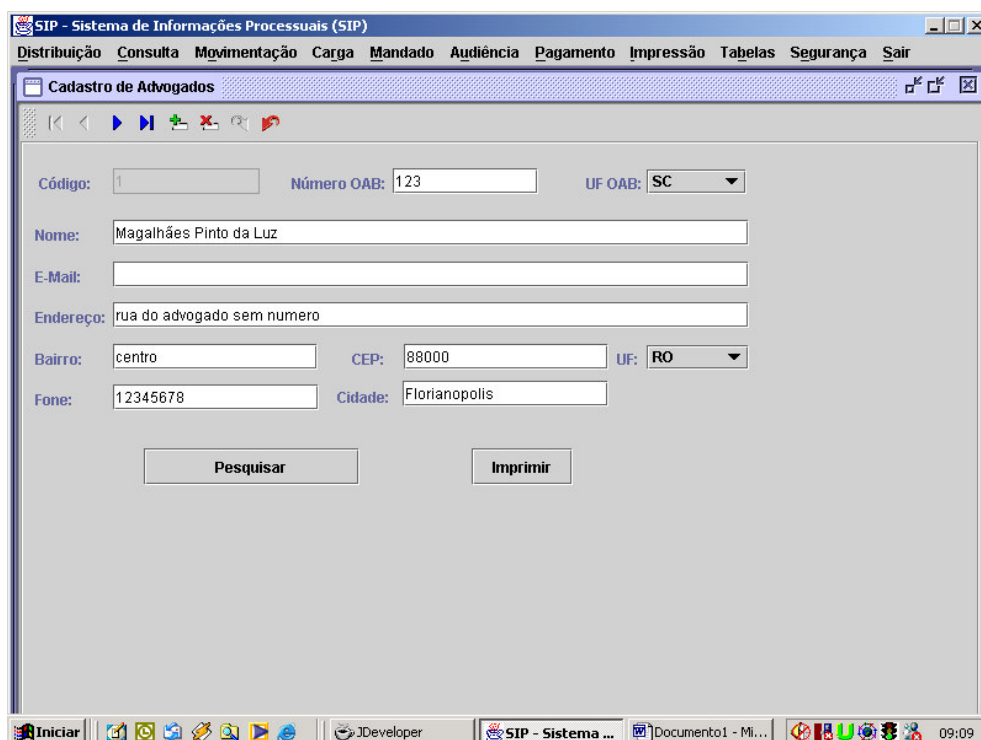 SIP - Sistema de Informações Processuais (SIP)
Distribuição Consulta Movimentação Carga Mandado Audiência Pagamento Impressão Tabelas Segurança Sair
Cadastro de Advogados
Código: 1 Número OAB: 123 UF OAB: SC
Nome: Magalhães Pinto da Luz
E-Mail:
Endereço: rua do advogado sem numero
Bairro: centro CEP: 88000 UF: RO
Fone: 12345678 Cidade: Florianopolis
Pesquisar Imprimir
Iniciar JDeveloper SIP - Sistema ... Documento1 - Mi... 09:09